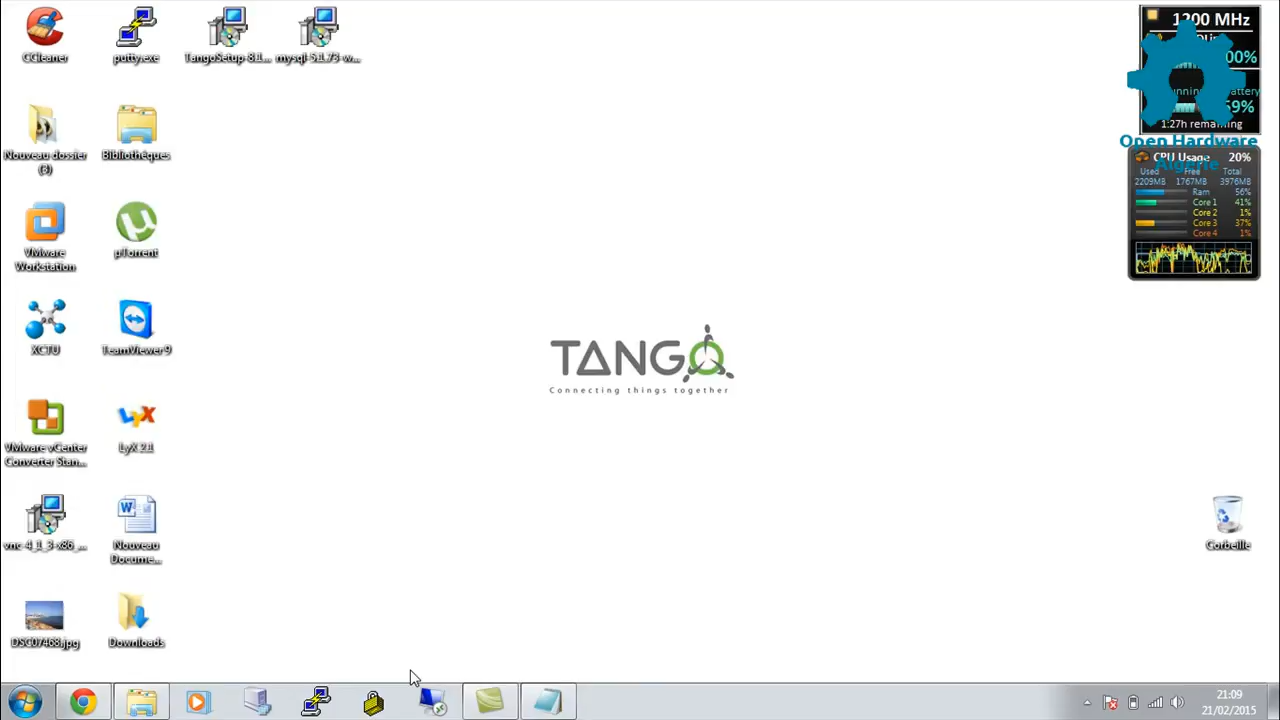 CCleaner
putty.exe
TangoSetup-8.1...
mysql-5.1.73-w...
Nouveau dossier
(3)
Bibliothèques
VMware
Workstation
µTorrent
XCTU
TeamViewer 9
VMware vCenter
Converter Stan...
LyX 2.1
vnc-4_1_3-x86_...
Nouveau
Docume...
DSC07468.jpg
Downloads
TANGO
Connecting things together
1200 MHz
59%
1:27h remaining
Open Hardware
Algerie
CPU Usage 20%
Used Free Total
2209MB 1767MB 3976MB
Ram 56%
Core 1 41%
Core 2 1%
Core 3 37%
Core 4 1%
Corbeille
21:09
21/02/2015